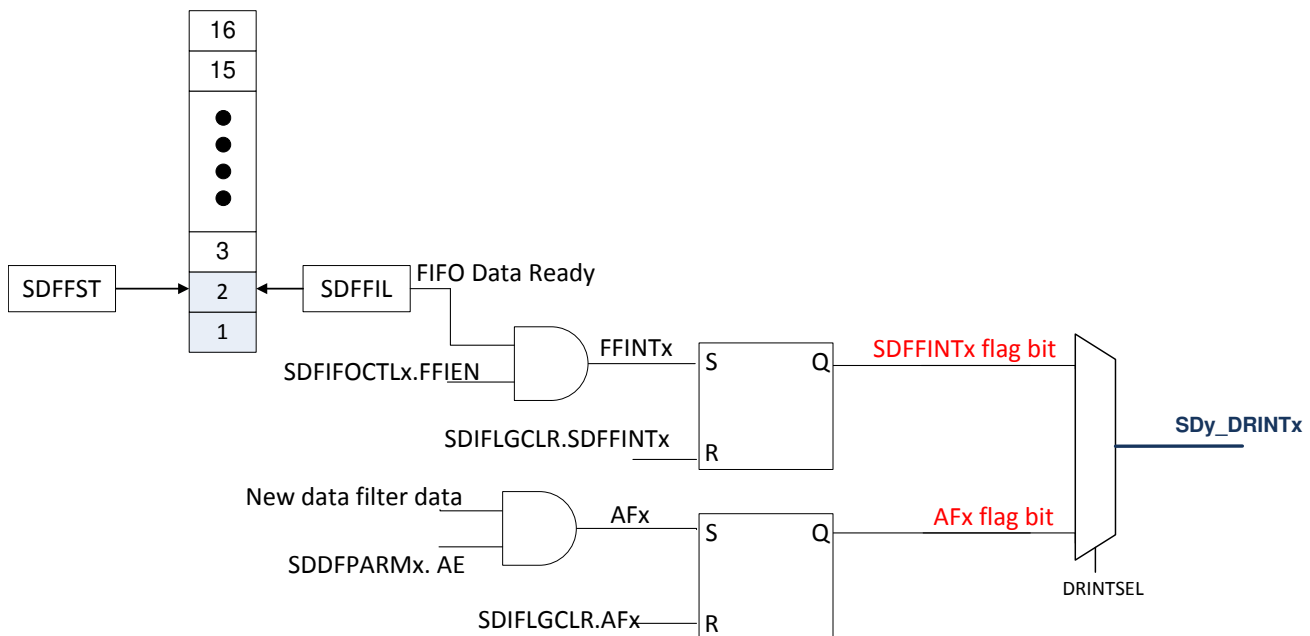 16
15
3
FIFO Data Ready
SDFFST
2
SDFFIL
1
FFINTx
SDFIFOCTLx.FFIEN
S
Q
SDFFINTx flag bit
SDy_DRINTx
SDIFLGCLR.SDFFINTx
R
New data filter data
AFx
S
Q
AFx flag bit
SDDFPARMx. AE
DRINTSEL
SDIFLGCLR.AFx
R